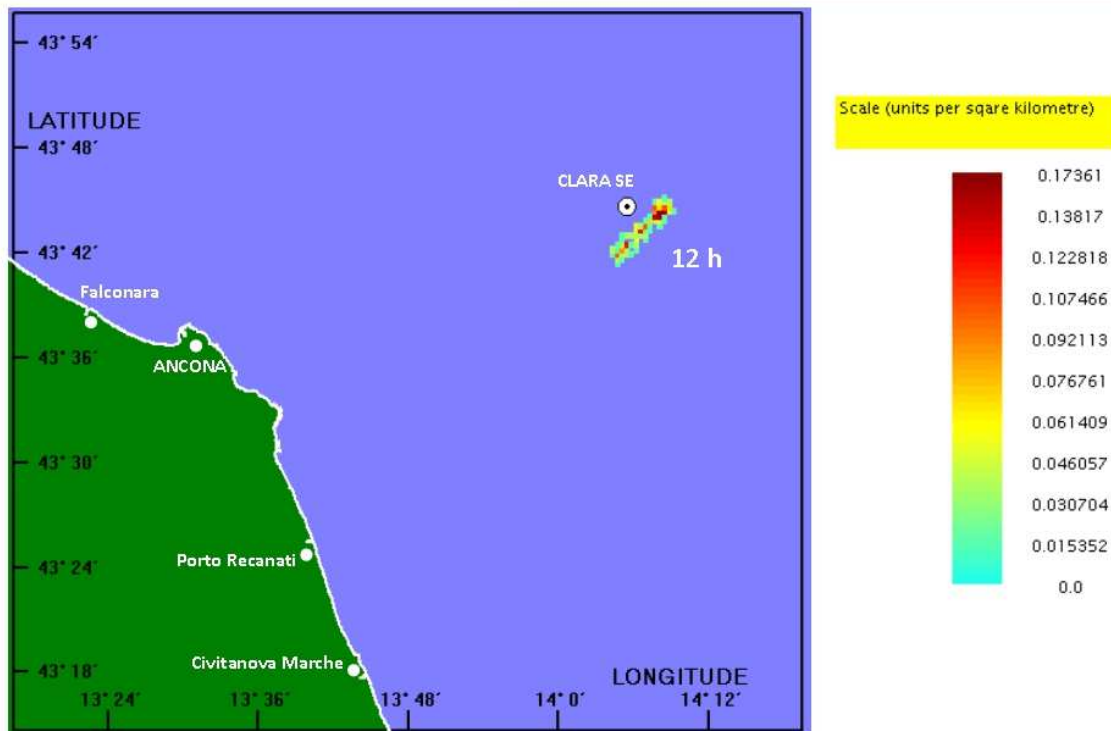 43° 54´
LATITUDE
43° 48´
CLARA SE
43° 42´
12 h
Falconara
43° 36´
ANCONA
43° 30´
Porto Recanati
43° 24´
Civitanova Marche
43° 18´
LONGITUDE
13° 24´
13° 36´
13° 48´
14° 0´
14° 12´
Scale (units per sqare kilometre)
0.17361
0.13817
0.122818
0.107466
0.092113
0.076761
0.061409
0.046057
0.030704
0.015352
0.0